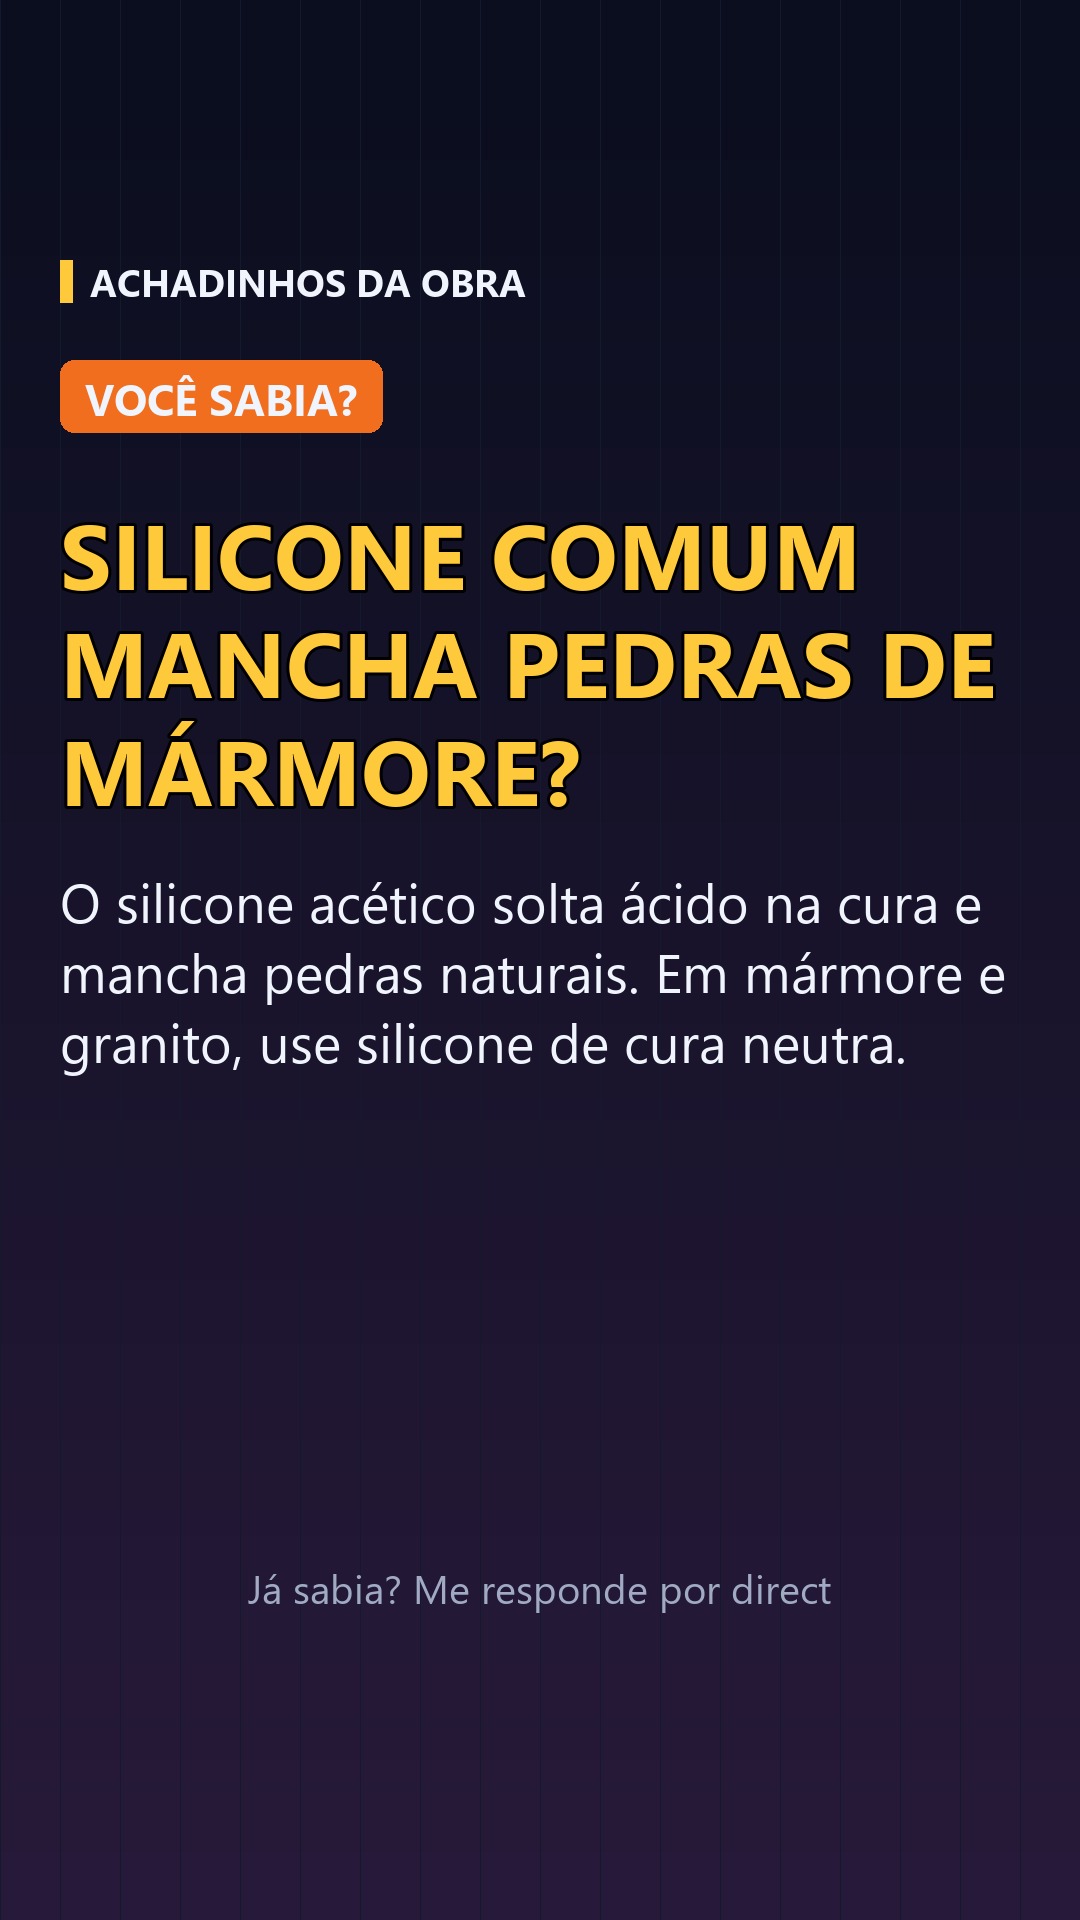 ACHADINHOS DA OBRA
VOCÊ SABIA?
SILICONE COMUM
MANCHA PEDRAS DE
MÁRMORE?
O silicone acético solta ácido na cura e
mancha pedras naturais. Em mármore e
granito, use silicone de cura neutra.
Já sabia? Me responde por direct